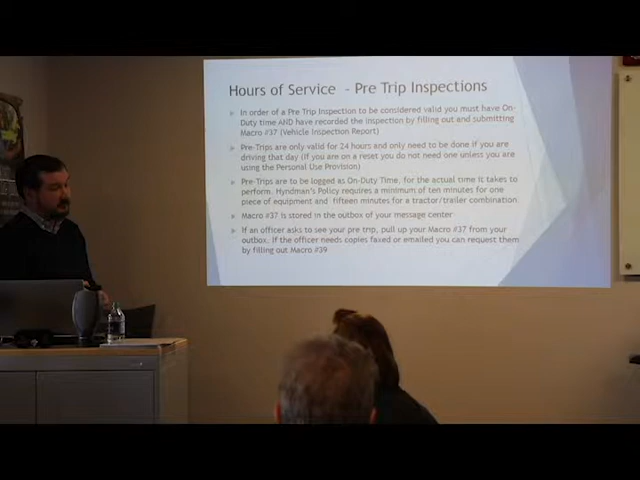 Hours of Service - Pre Trip Inspections
In order of a Pre Trip Inspection to be considered valid you must have On-
Duty time AND have recorded the inspection by filling out and submitting
Macro #37 (Vehicle Inspection Report)
Pre-Trips are only valid for 24 hours and only need to be done if you are
driving that day (If you are on a reset you do not need one unless you are
using the Personal Use Provision)
Pre-Trips are to be logged as On-Duty Time, for the actual time it takes to
perform. Hyndman's Policy requires a minimum of ten minutes for one
piece of equipment and fifteen minutes for a tractor/trailer combination
Macro #37 is stored in the outbox of your message center
If an officer asks to see your pre trip, pull up your Macro #37 from your
outbox. If the officer needs copies faxed or emailed you can request them
by filling out Macro #39